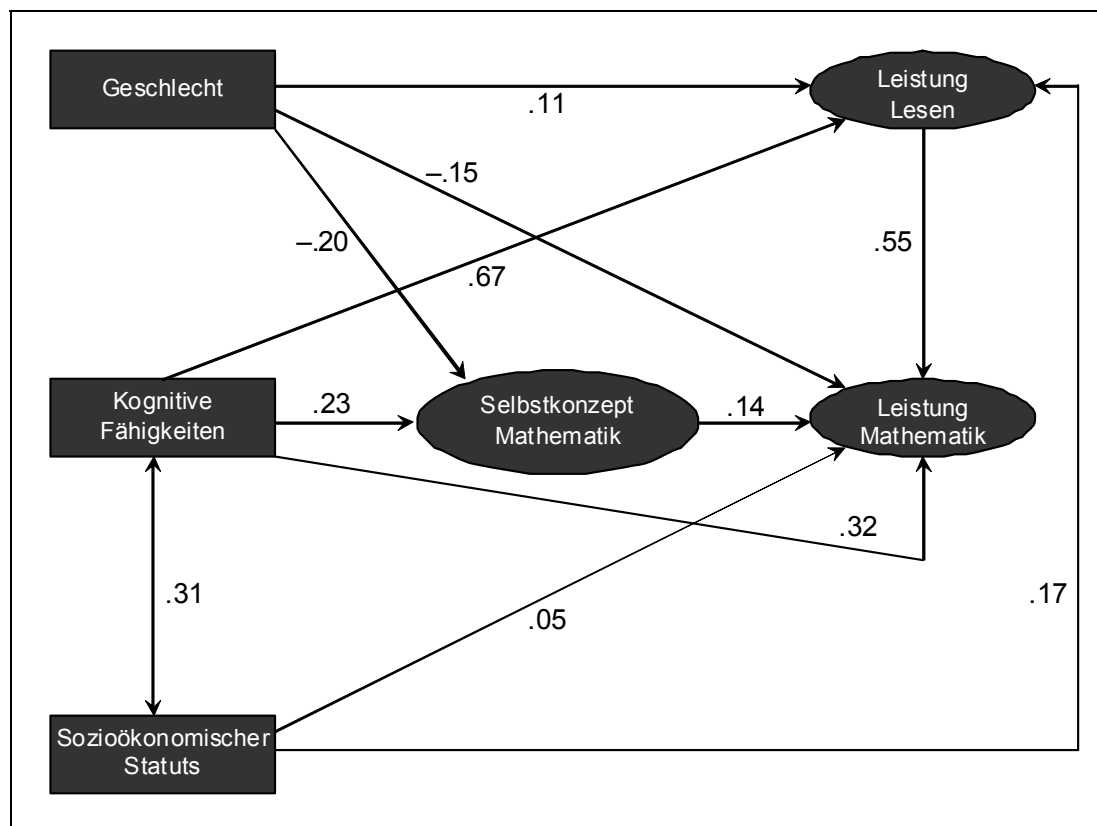 Geschlecht
Leistung
Lesen
.11
–.15
–.20
.67
.55
Kognitive
Fähigkeiten
.23
Selbstkonzept
Mathematik
.14
Leistung
Mathematik
.32
.31
.05
.17
Sozioökonomischer
Statuts